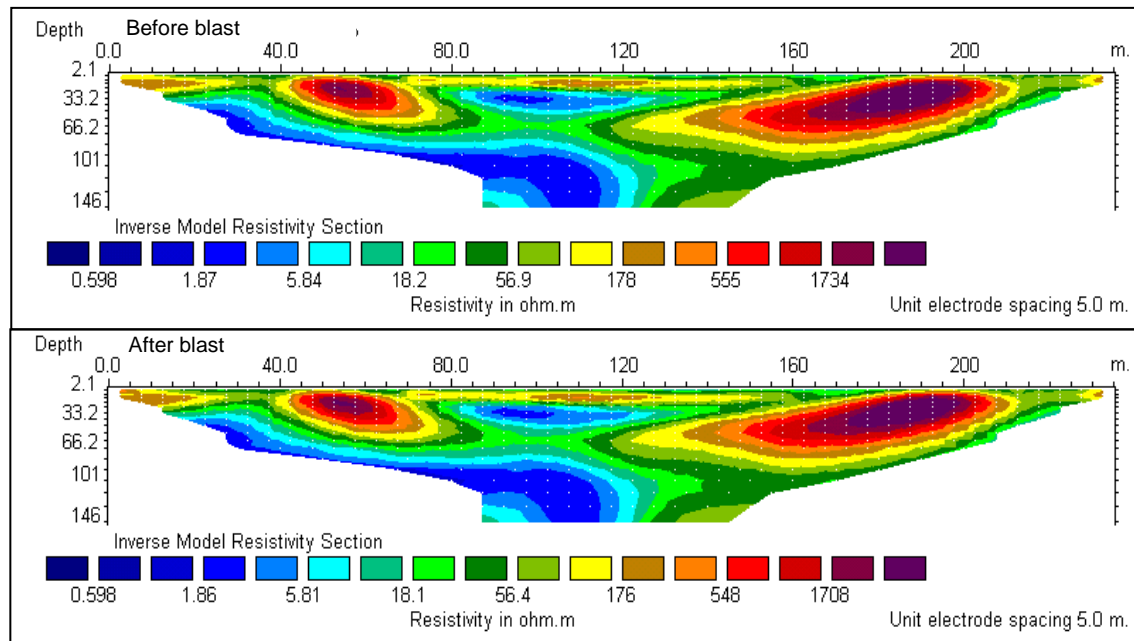 Depth Before blast
0.0 40.0 80.0 120 160 200 m.
2.1
33.2
66.2
101
146
Inverse Model Resistivity Section
0.598 1.87 5.84 18.2 56.9 178 555 1734
Resistivity in ohm.m Unit electrode spacing 5.0 m.
Depth After blast
0.0 40.0 80.0 120 160 200 m.
2.1
33.2
66.2
101
146
Inverse Model Resistivity Section
0.598 1.86 5.81 18.1 56.4 176 548 1708
Resistivity in ohm.m Unit electrode spacing 5.0 m.